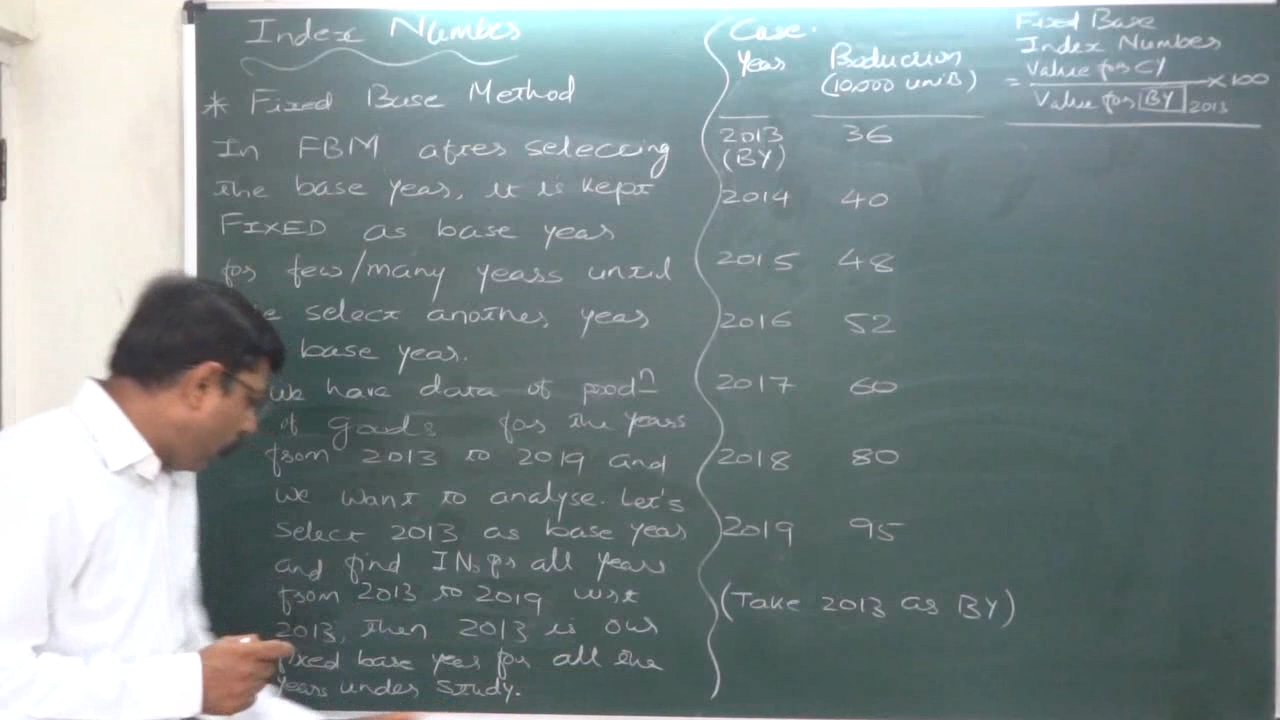 Index Number
* Fixed Base Method
In FBM after selecting
the base year, it is kept
FIXED as base year
for few/many years until
select another year
base year.
we have data of prodn
of goods for the years
from 2013 to 2019 and
we want to analyse. Let's
select 2013 as base year
and find INs for all years
from 2013 to 2019 wrt
2013, then 2013 is our
fixed base year for all the
years under study.
Case:
Year Production (10,000 units) Fixed Base Index Number = Value for CY / Value for BY 2013 × 100
2013 (BY) 36
2014 40
2015 48
2016 52
2017 60
2018 80
2019 95
(Take 2013 as BY)